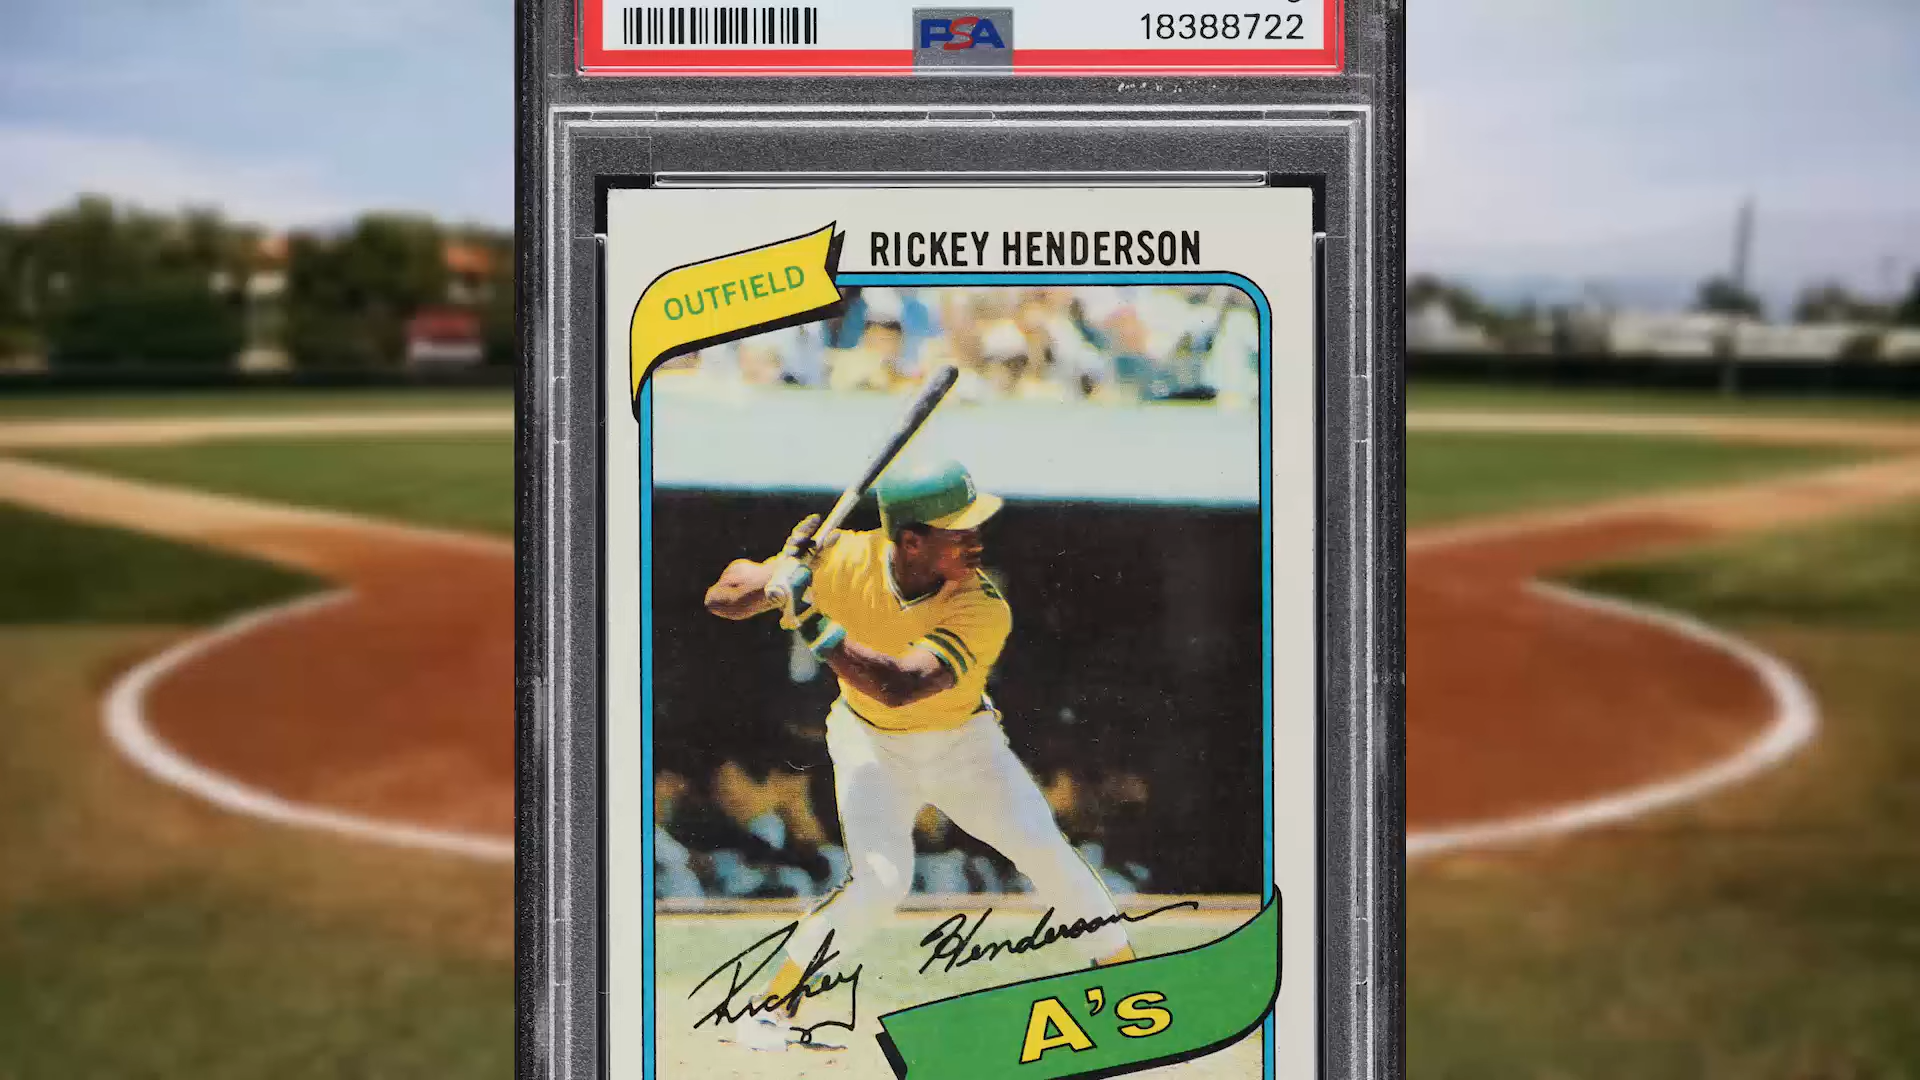 PSA
18388722
RICKEY HENDERSON
OUTFIELD
Rickey Henderson
A's